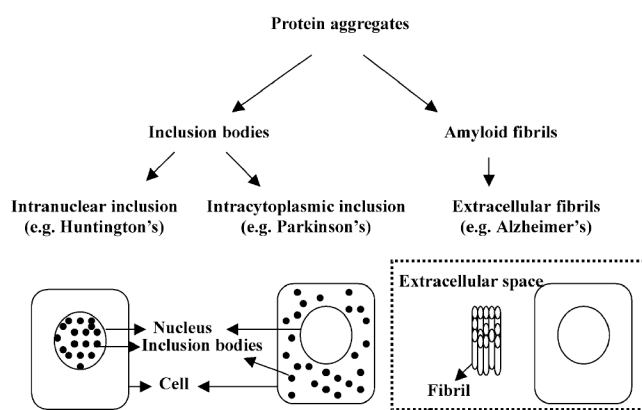 Protein aggregates
Inclusion bodies
Amyloid fibrils
Intranuclear inclusion
(e.g. Huntington's)
Intracytoplasmic inclusion
(e.g. Parkinson's)
Extracellular fibrils
(e.g. Alzheimer's)
Extracellular space
Nucleus
Inclusion bodies
Cell
Fibril